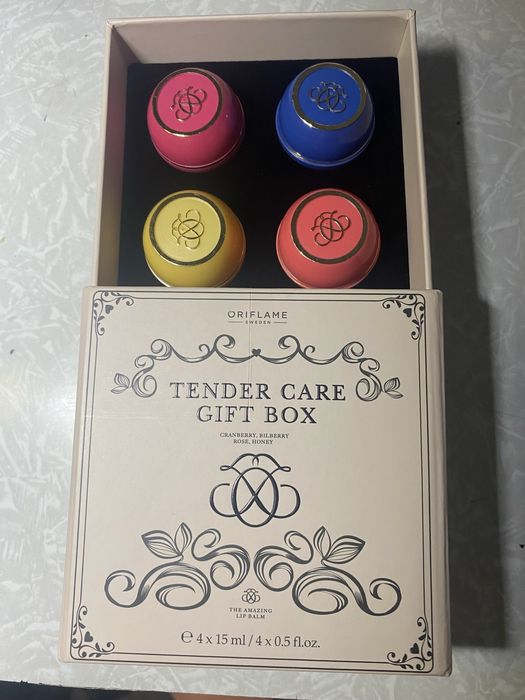 ORIFLAME
SWEDEN
TENDER CARE
GIFT BOX
CRANBERRY, BILBERRY
ROSE, HONEY
THE AMAZING
LIP BALM
℮ 4 x 15 ml / 4 x 0.5 fl.oz.